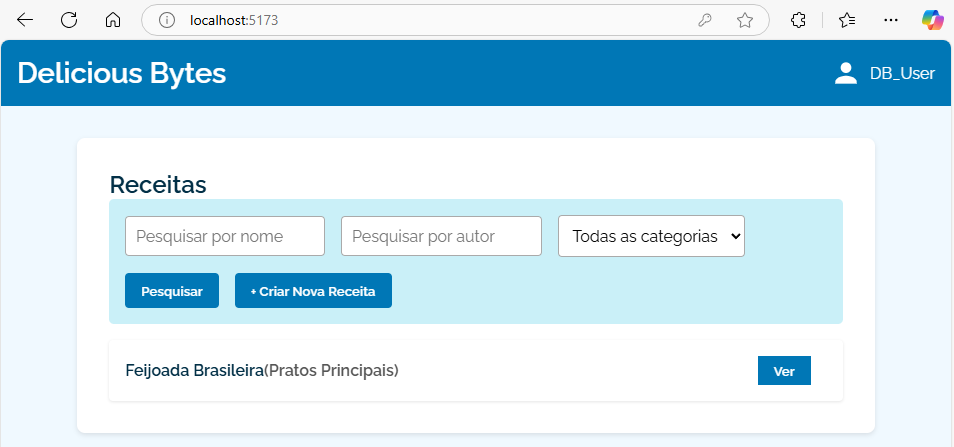 localhost:5173
Delicious Bytes
DB_User
Receitas
Pesquisar por nome
Pesquisar por autor
Todas as categorias
Pesquisar
+ Criar Nova Receita
Feijoada Brasileira(Pratos Principais)
Ver